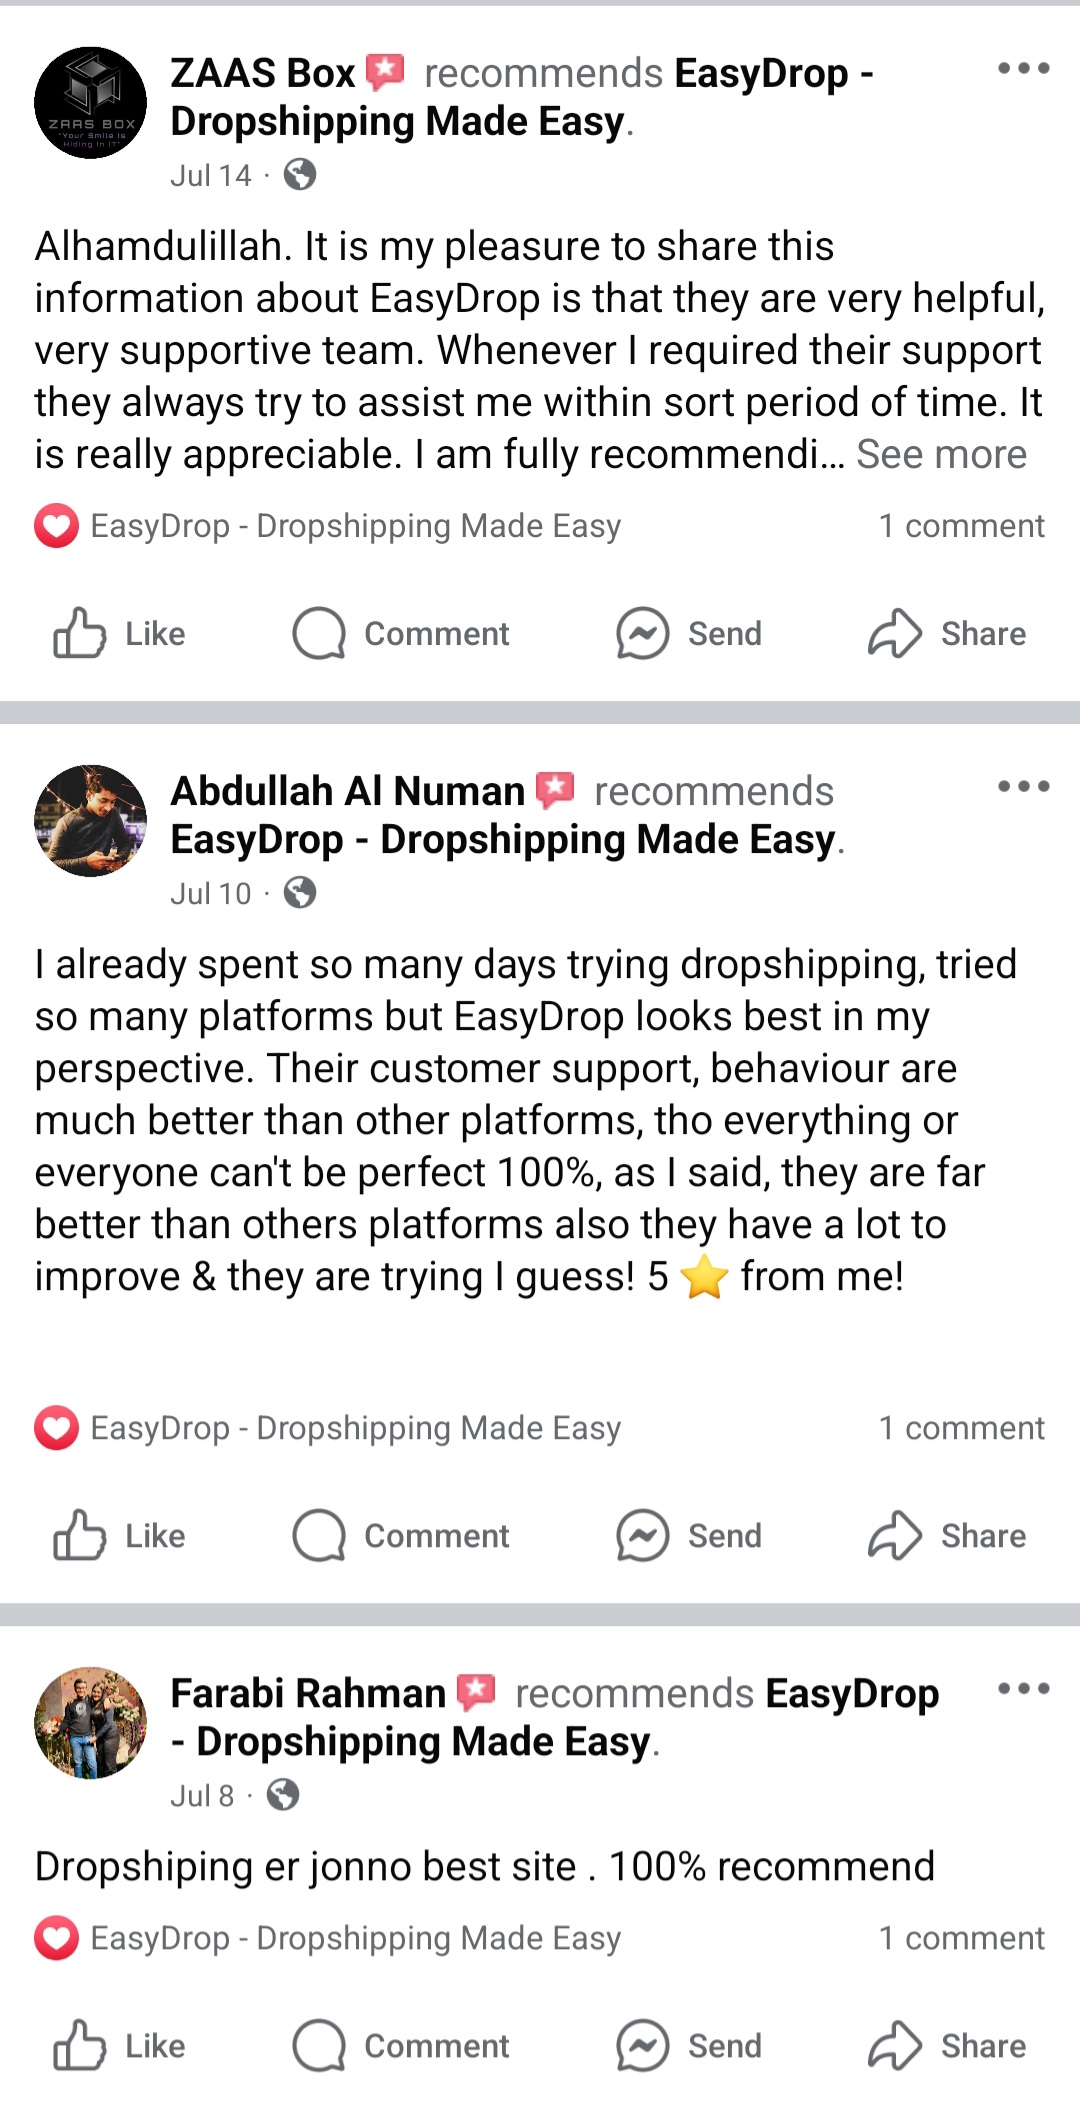 ZAAS Box recommends EasyDrop -
Dropshipping Made Easy.
Jul 14 ·
ZAAS BOX
"Your Smile Is
Hiding In IT"
Alhamdulillah. It is my pleasure to share this
information about EasyDrop is that they are very helpful,
very supportive team. Whenever I required their support
they always try to assist me within sort period of time. It
is really appreciable. I am fully recommendi... See more
EasyDrop - Dropshipping Made Easy 1 comment
Like Comment Send Share
Abdullah Al Numan recommends
EasyDrop - Dropshipping Made Easy.
Jul 10 ·
I already spent so many days trying dropshipping, tried
so many platforms but EasyDrop looks best in my
perspective. Their customer support, behaviour are
much better than other platforms, tho everything or
everyone can't be perfect 100%, as I said, they are far
better than others platforms also they have a lot to
improve & they are trying I guess! 5 ⭐ from me!
EasyDrop - Dropshipping Made Easy 1 comment
Like Comment Send Share
Farabi Rahman recommends EasyDrop
- Dropshipping Made Easy.
Jul 8 ·
Dropshiping er jonno best site . 100% recommend
EasyDrop - Dropshipping Made Easy 1 comment
Like Comment Send Share